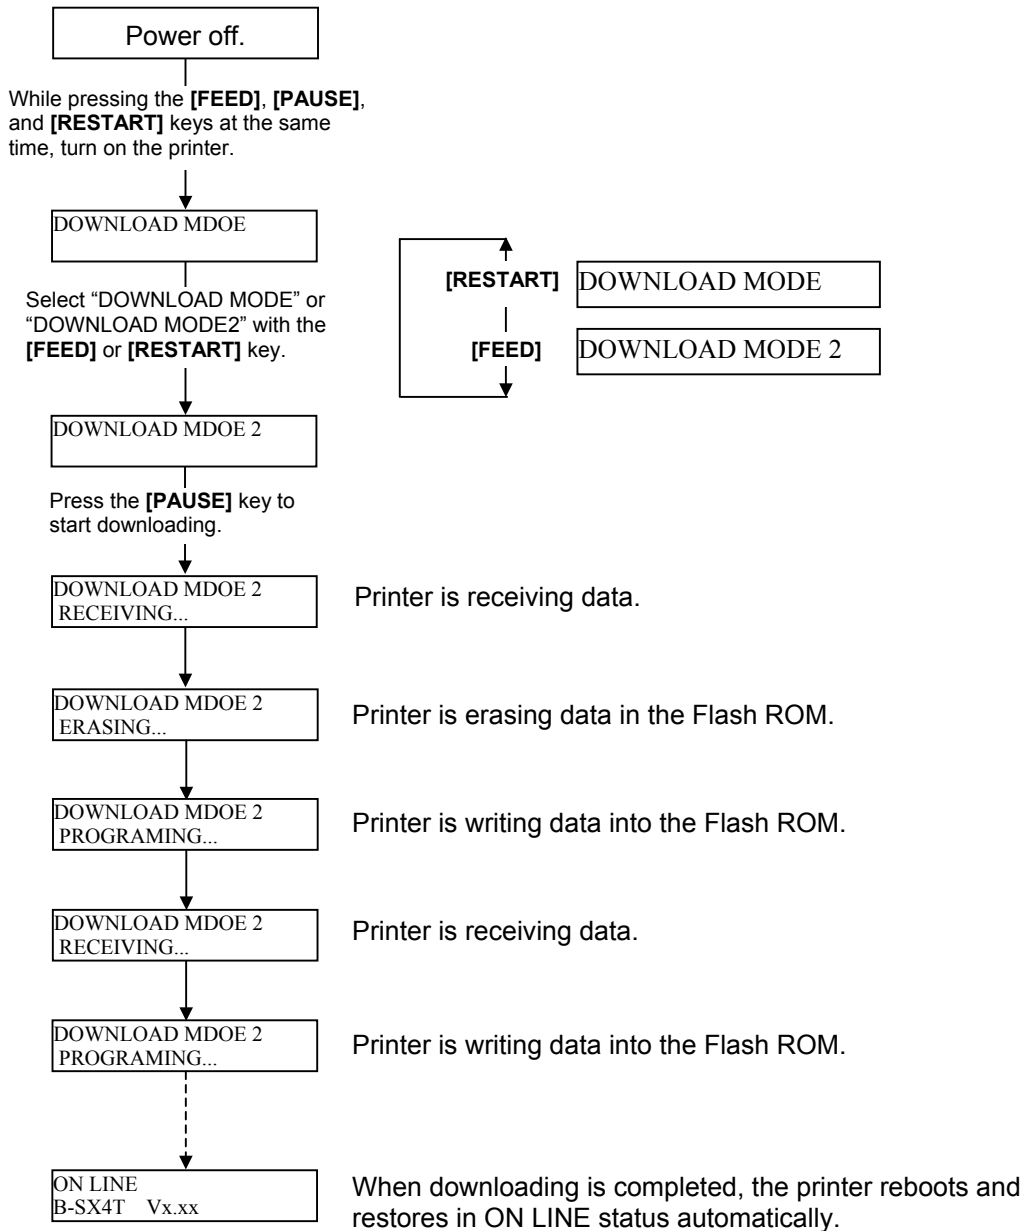 Power off.
While pressing the [FEED], [PAUSE],
and [RESTART] keys at the same
time, turn on the printer.
DOWNLOAD MDOE
Select “DOWNLOAD MODE” or
“DOWNLOAD MODE2” with the
[FEED] or [RESTART] key.
[RESTART] DOWNLOAD MODE
[FEED] DOWNLOAD MODE 2
DOWNLOAD MDOE 2
Press the [PAUSE] key to
start downloading.
DOWNLOAD MDOE 2
RECEIVING...
Printer is receiving data.
DOWNLOAD MDOE 2
ERASING...
Printer is erasing data in the Flash ROM.
DOWNLOAD MDOE 2
PROGRAMING...
Printer is writing data into the Flash ROM.
DOWNLOAD MDOE 2
RECEIVING...
Printer is receiving data.
DOWNLOAD MDOE 2
PROGRAMING...
Printer is writing data into the Flash ROM.
ON LINE
B-SX4T Vx.xx
When downloading is completed, the printer reboots and
restores in ON LINE status automatically.